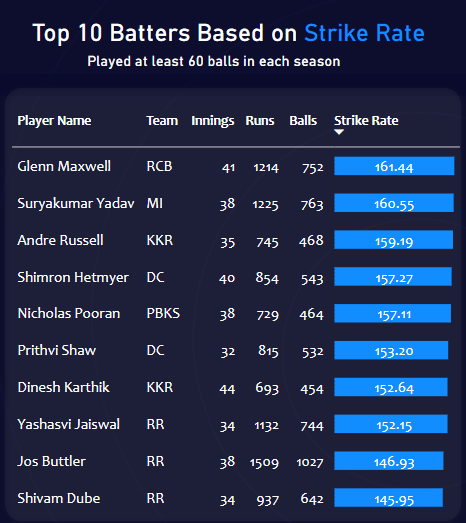 Top 10 Batters Based on Strike Rate
Played at least 60 balls in each season
Player Name Team Innings Runs Balls Strike Rate
Glenn Maxwell RCB 41 1214 752 161.44
Suryakumar Yadav MI 38 1225 763 160.55
Andre Russell KKR 35 745 468 159.19
Shimron Hetmyer DC 40 854 543 157.27
Nicholas Pooran PBKS 38 729 464 157.11
Prithvi Shaw DC 32 815 532 153.20
Dinesh Karthik KKR 44 693 454 152.64
Yashasvi Jaiswal RR 34 1132 744 152.15
Jos Buttler RR 38 1509 1027 146.93
Shivam Dube RR 34 937 642 145.95